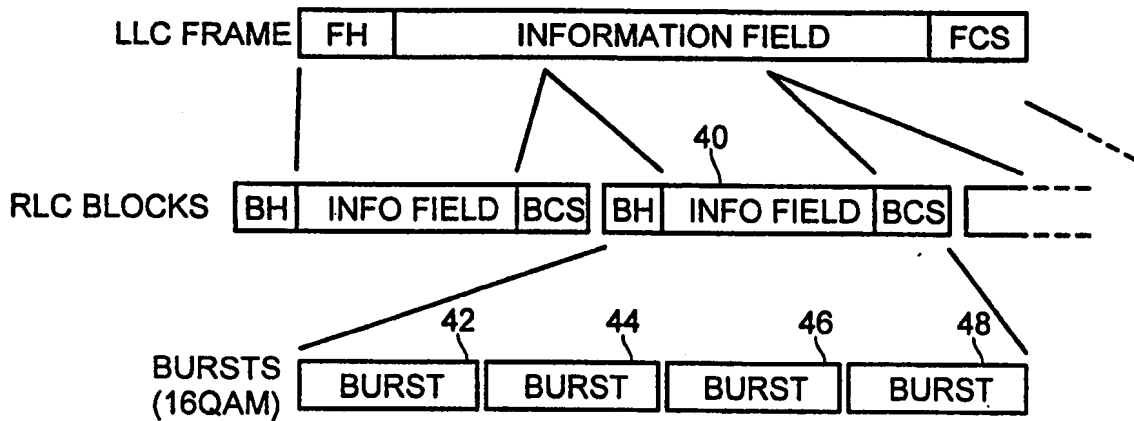 LLC FRAME FH INFORMATION FIELD FCS
40
RLC BLOCKS BH INFO FIELD BCS BH INFO FIELD BCS
42 44 46 48
BURSTS BURST BURST BURST BURST
(16QAM)